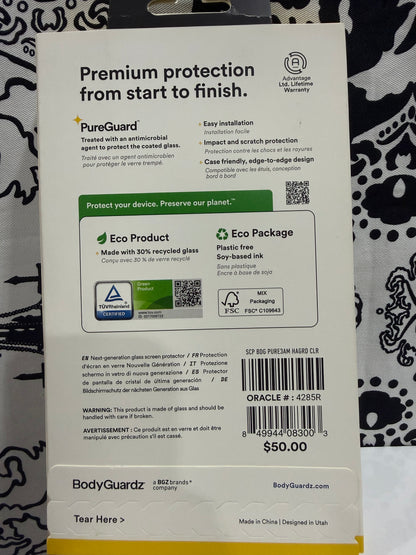 Premium protection
from start to finish.
Advantage
Ltd. Lifetime
Warranty
PureGuard™
Treated with an antimicrobial
agent to protect the coated glass.
Traité avec un agent antimicrobien
pour protéger le verre trempé.
• Easy installation
Installation facile
• Impact and scratch protection
Protection contre les chocs et les rayures
• Case friendly, edge-to-edge design
Compatible avec les étuis, conception
bord à bord
Protect your device. Preserve our planet.™
Eco Product
• Made with 30% recycled glass
Conçu avec 30 % de verre recyclé
Eco Package
Plastic free
Soy-based ink
Sans plastique
Encre à base de soja
TÜVRheinland
CERTIFIED
Green
Product
www.tuv.com
FSC
MIX
Packaging
FSC® C109843
EN Next-generation glass screen protector / FR Protection
d'écran en verre Nouvelle Génération / IT Protezione
schermo in vetro di nuova generazione / ES Protector
de pantalla de cristal de última generación / DE
Bildschirmschutz der nächsten Generation aus Glas
WARNING: This product is made of glass and should be
handled with care if broken.
AVERTISSEMENT : Ce produit est en verre et doit être
manipulé avec précaution s'il est cassé.
SCP BDG PURE3AM HAGRD CLR
ORACLE # : 4285R
8 49944 08300 3
$50.00
BodyGuardz™
a BGZ brands®
company
BodyGuardz.com
Tear Here >
Made in China | Designed in Utah